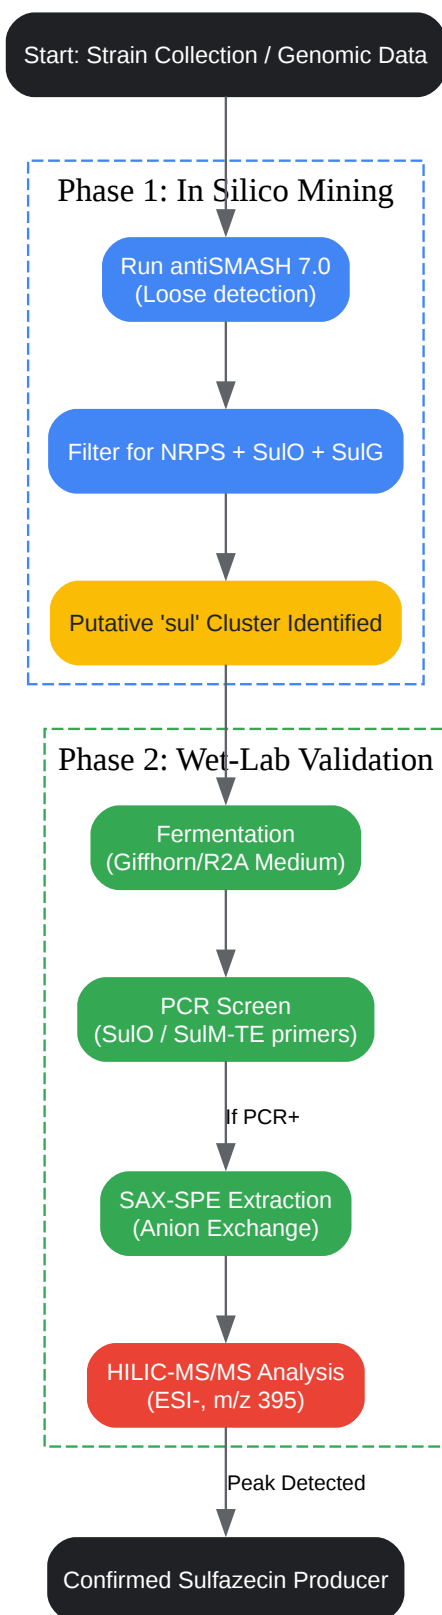 Start: Strain Collection / Genomic Data
Phase 1: In Silico Mining
Run antiSMASH 7.0
(Loose detection)
Filter for NRPS + SulO + SulG
Putative 'sul' Cluster Identified
Phase 2: Wet-Lab Validation
Fermentation
(Giffhorn/R2A Medium)
PCR Screen
(SulO / SulM-TE primers)
If PCR+
SAX-SPE Extraction
(Anion Exchange)
HILIC-MS/MS Analysis
(ESI-, m/z 395)
Peak Detected
Confirmed Sulfazecin Producer